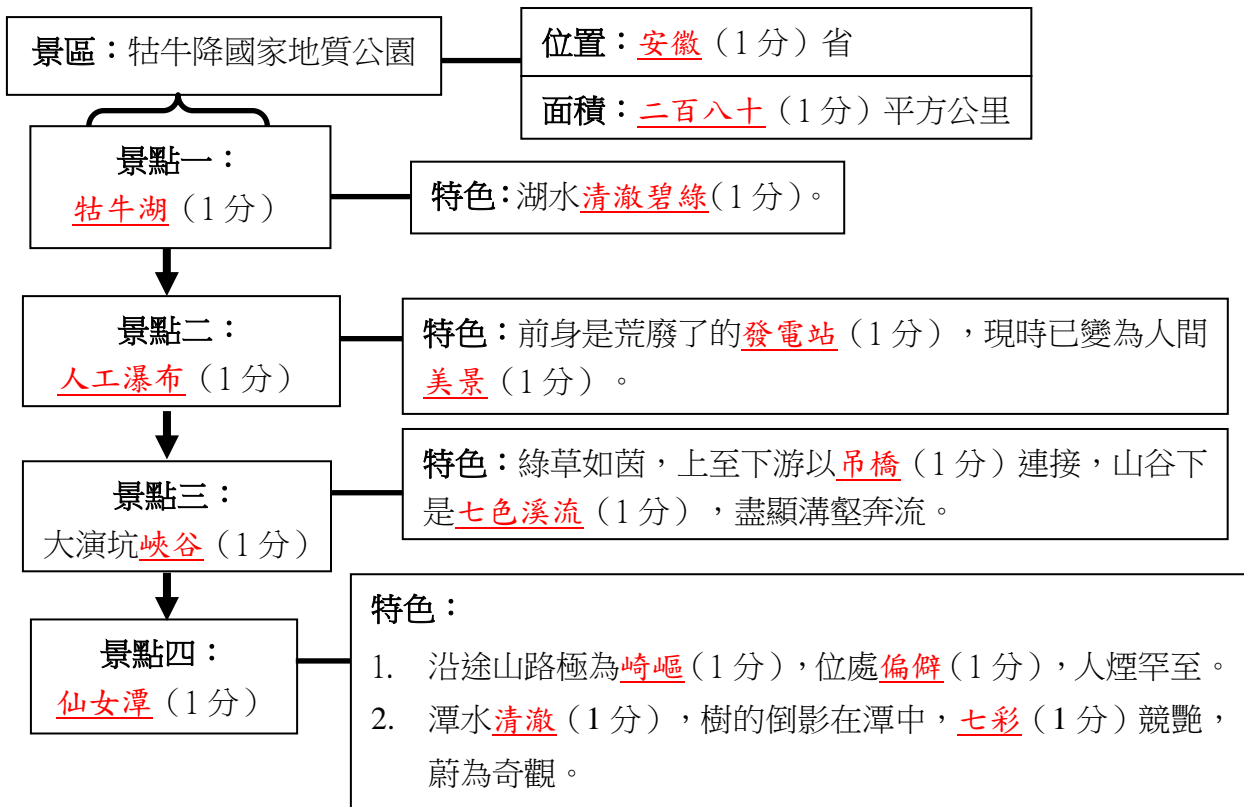 景區：牯牛降國家地質公園
位置：安徽（1分）省
面積：二百八十（1分）平方公里
景點一：
牯牛湖（1分）
特色：湖水清澈碧綠(1分)。
景點二：
人工瀑布（1分）
特色：前身是荒廢了的發電站（1分），現時已變為人間
美景（1分）。
景點三：
大演坑峽谷（1分）
特色：綠草如茵，上至下游以吊橋（1分）連接，山谷下
是七色溪流（1分），盡顯溝壑奔流。
景點四：
仙女潭（1分）
特色：
1. 沿途山路極為崎嶇(1分)，位處偏僻(1分)，人煙罕至。
2. 潭水清澈（1分），樹的倒影在潭中，七彩（1分）競艷，
蔚為奇觀。